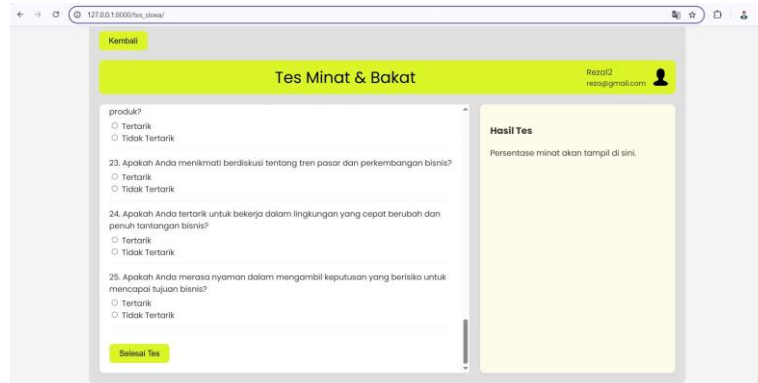 127.0.0.1:8000/tes_siswa/
Kembali
Tes Minat & Bakat
Reza12
reza@gmail.com
produk?
Tertarik
Tidak Tertarik
23. Apakah Anda menikmati berdiskusi tentang tren pasar dan perkembangan bisnis?
Tertarik
Tidak Tertarik
24. Apakah Anda tertarik untuk bekerja dalam lingkungan yang cepat berubah dan
penuh tantangan bisnis?
Tertarik
Tidak Tertarik
25. Apakah Anda merasa nyaman dalam mengambil keputusan yang berisiko untuk
mencapai tujuan bisnis?
Tertarik
Tidak Tertarik
Selesai Tes
Hasil Tes
Persentase minat akan tampil di sini.